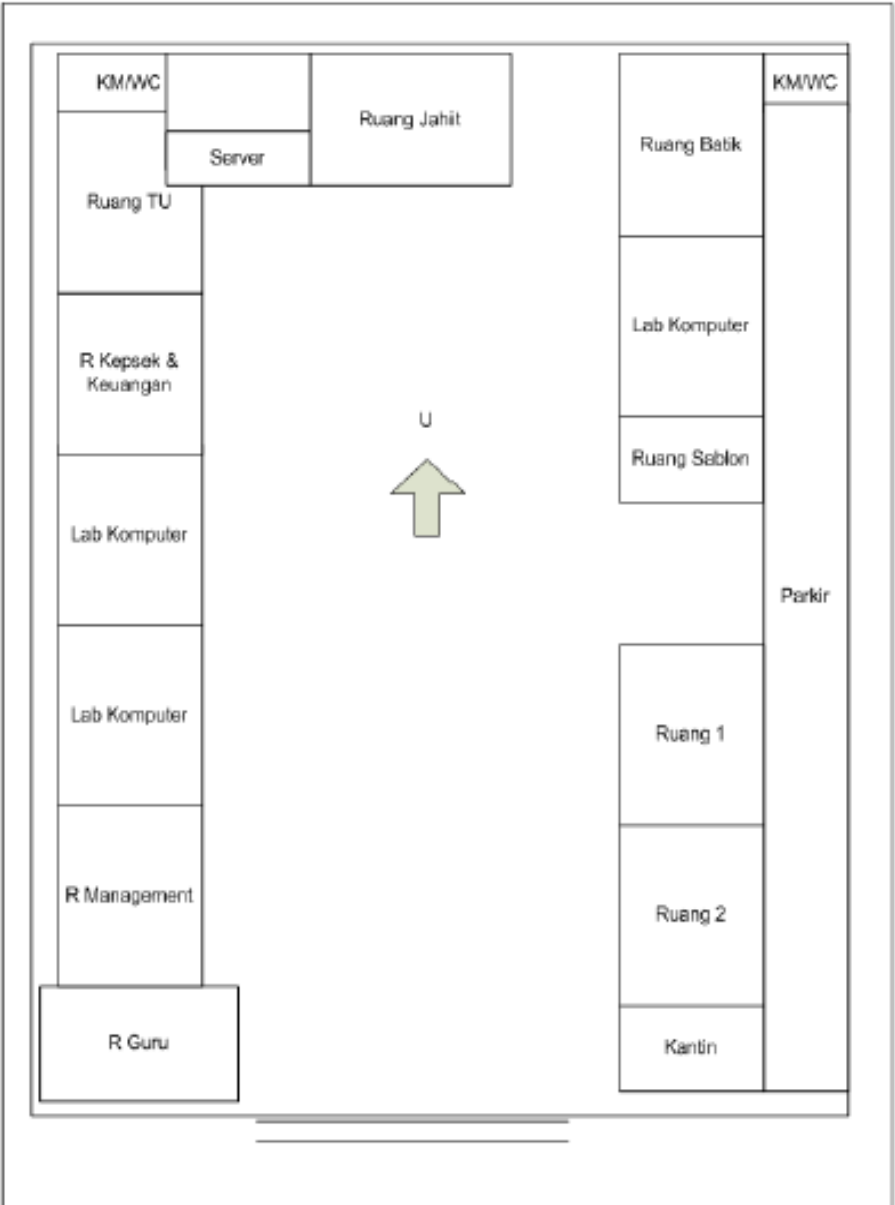 KM/WC
Server
Ruang Jahit
Ruang TU
R Kepsek &
Keuangan
Lab Komputer
Lab Komputer
R Management
R Guru
U
Ruang Batik
KM/WC
Lab Komputer
Ruang Sablon
Parkir
Ruang 1
Ruang 2
Kantin